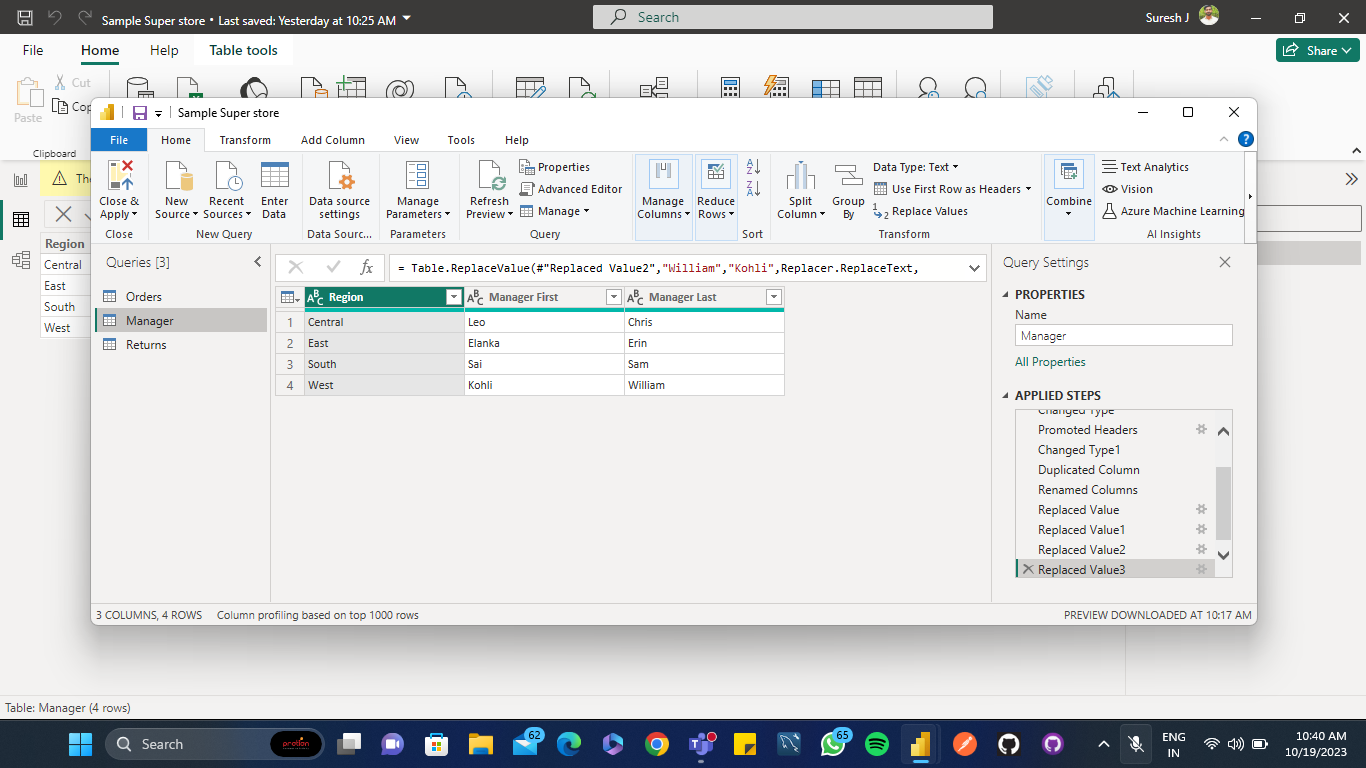 Sample Super store • Last saved: Yesterday at 10:25 AM
Search
Suresh J
File
Home
Help
Table tools
Share
Paste
Cut
Clipboard
Sample Super store
File
Home
Transform
Add Column
View
Tools
Help
Close & Apply
Close
New Source
Recent Sources
Enter Data
New Query
Data source settings
Data Sourc...
Manage Parameters
Parameters
Refresh Preview
Properties
Advanced Editor
Manage
Query
Manage Columns
Reduce Rows
Sort
Split Column
Group By
Data Type: Text
Use First Row as Headers
Replace Values
Transform
Combine
Text Analytics
Vision
Azure Machine Learning
AI Insights
Region
Central
East
South
West
Queries [3]
Orders
Manager
Returns
= Table.ReplaceValue(#"Replaced Value2","William","Kohli",Replacer.ReplaceText,
Region Manager First Manager Last
1 Central Leo Chris
2 East Elanka Erin
3 South Sai Sam
4 West Kohli William
Query Settings
PROPERTIES
Name
Manager
All Properties
APPLIED STEPS
Changed Type
Promoted Headers
Changed Type1
Duplicated Column
Renamed Columns
Replaced Value
Replaced Value1
Replaced Value2
Replaced Value3
3 COLUMNS, 4 ROWS Column profiling based on top 1000 rows
PREVIEW DOWNLOADED AT 10:17 AM
Table: Manager (4 rows)
Search
62
65
ENG
IN
10:40 AM
10/19/2023